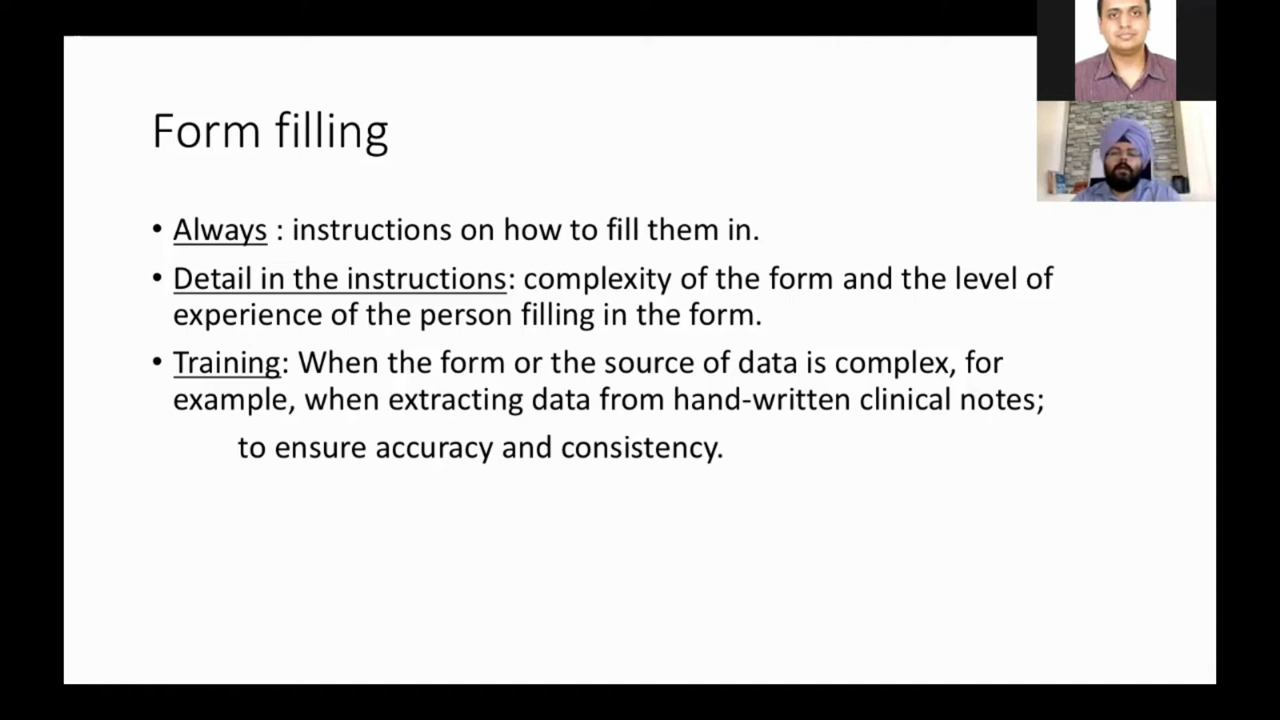 Form filling
• Always : instructions on how to fill them in.
• Detail in the instructions: complexity of the form and the level of
experience of the person filling in the form.
• Training: When the form or the source of data is complex, for
example, when extracting data from hand-written clinical notes;
to ensure accuracy and consistency.